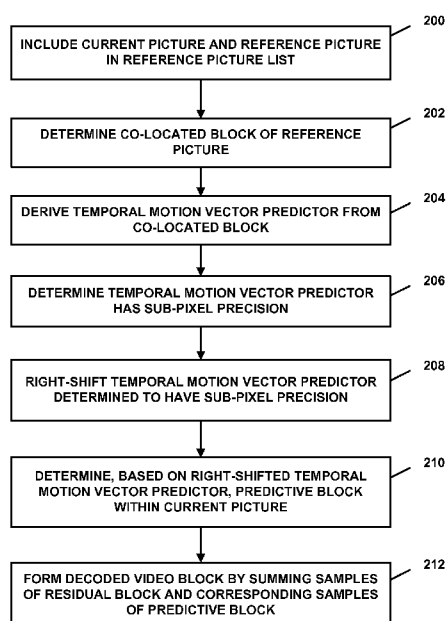 200
INCLUDE CURRENT PICTURE AND REFERENCE PICTURE
IN REFERENCE PICTURE LIST
202
DETERMINE CO-LOCATED BLOCK OF REFERENCE
PICTURE
204
DERIVE TEMPORAL MOTION VECTOR PREDICTOR FROM
CO-LOCATED BLOCK
206
DETERMINE TEMPORAL MOTION VECTOR PREDICTOR
HAS SUB-PIXEL PRECISION
208
RIGHT-SHIFT TEMPORAL MOTION VECTOR PREDICTOR
DETERMINED TO HAVE SUB-PIXEL PRECISION
210
DETERMINE, BASED ON RIGHT-SHIFTED TEMPORAL
MOTION VECTOR PREDICTOR, PREDICTIVE BLOCK
WITHIN CURRENT PICTURE
212
FORM DECODED VIDEO BLOCK BY SUMMING SAMPLES
OF RESIDUAL BLOCK AND CORRESPONDING SAMPLES
OF PREDICTIVE BLOCK